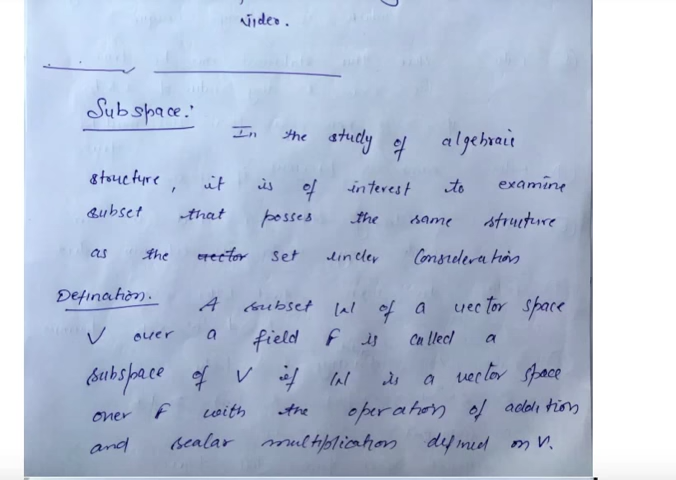 video.
Subspace:
In the study of algebraic
structure, it is of interest to examine
subset that posses the same structure
as the vector set under Consideration
Defination. A subset W of a vector space
V over a field F is called a
subspace of V if W is a vector space
over F with the operation of addition
and scalar multiplication defined on V.